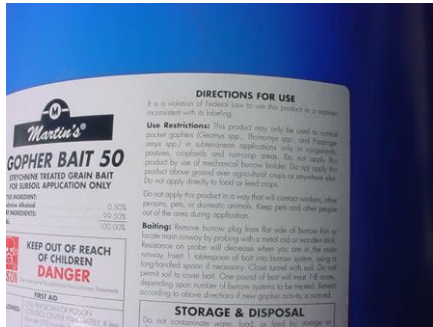 DIRECTIONS FOR USE
It is a violation of Federal Law to use this product in a manner
inconsistent with its labeling.
Use Restrictions: This product may only be used to control
pocket gophers (Geomys spp., Thomomys spp., and Pappogeo-
omys spp.) in subterranean applications only in rangelands,
pastures, croplands and noncrop areas. Do not apply this
product by use of mechanical burrow builder. Do not apply this
product above ground over agricultural crops or anywhere else.
Do not apply directly to food or feed crops.
Do not apply this product in a way that will contact workers, other
persons, pets, or domestic animals. Keep pets and other people
out of the area during application.
Baiting: Remove burrow plug from flat side of burrow fan or
locate main runway by probing with a metal rod or wooden stick.
Resistance on probe will decrease when you are in the main
runway. Insert 1 tablespoon of bait into burrow system, using a
long-handled spoon if necessary. Close tunnel with soil. Do not
permit soil to cover bait. One pound of bait will treat 1-8 acres,
depending upon number of burrow systems to be treated. Retreat
according to above directions if new gopher activity is noticed.
STORAGE & DISPOSAL
Do not contaminate water, food, or feed by storage or
M
Martin's®
GOPHER BAIT 50
STRYCHNINE TREATED GRAIN BAIT
FOR SUBSOIL APPLICATION ONLY
INGREDIENT:
Alkaloid 0.50%
INGREDIENTS: 99.50%
100.00%
KEEP OUT OF REACH
OF CHILDREN
DANGER
FIRST AID